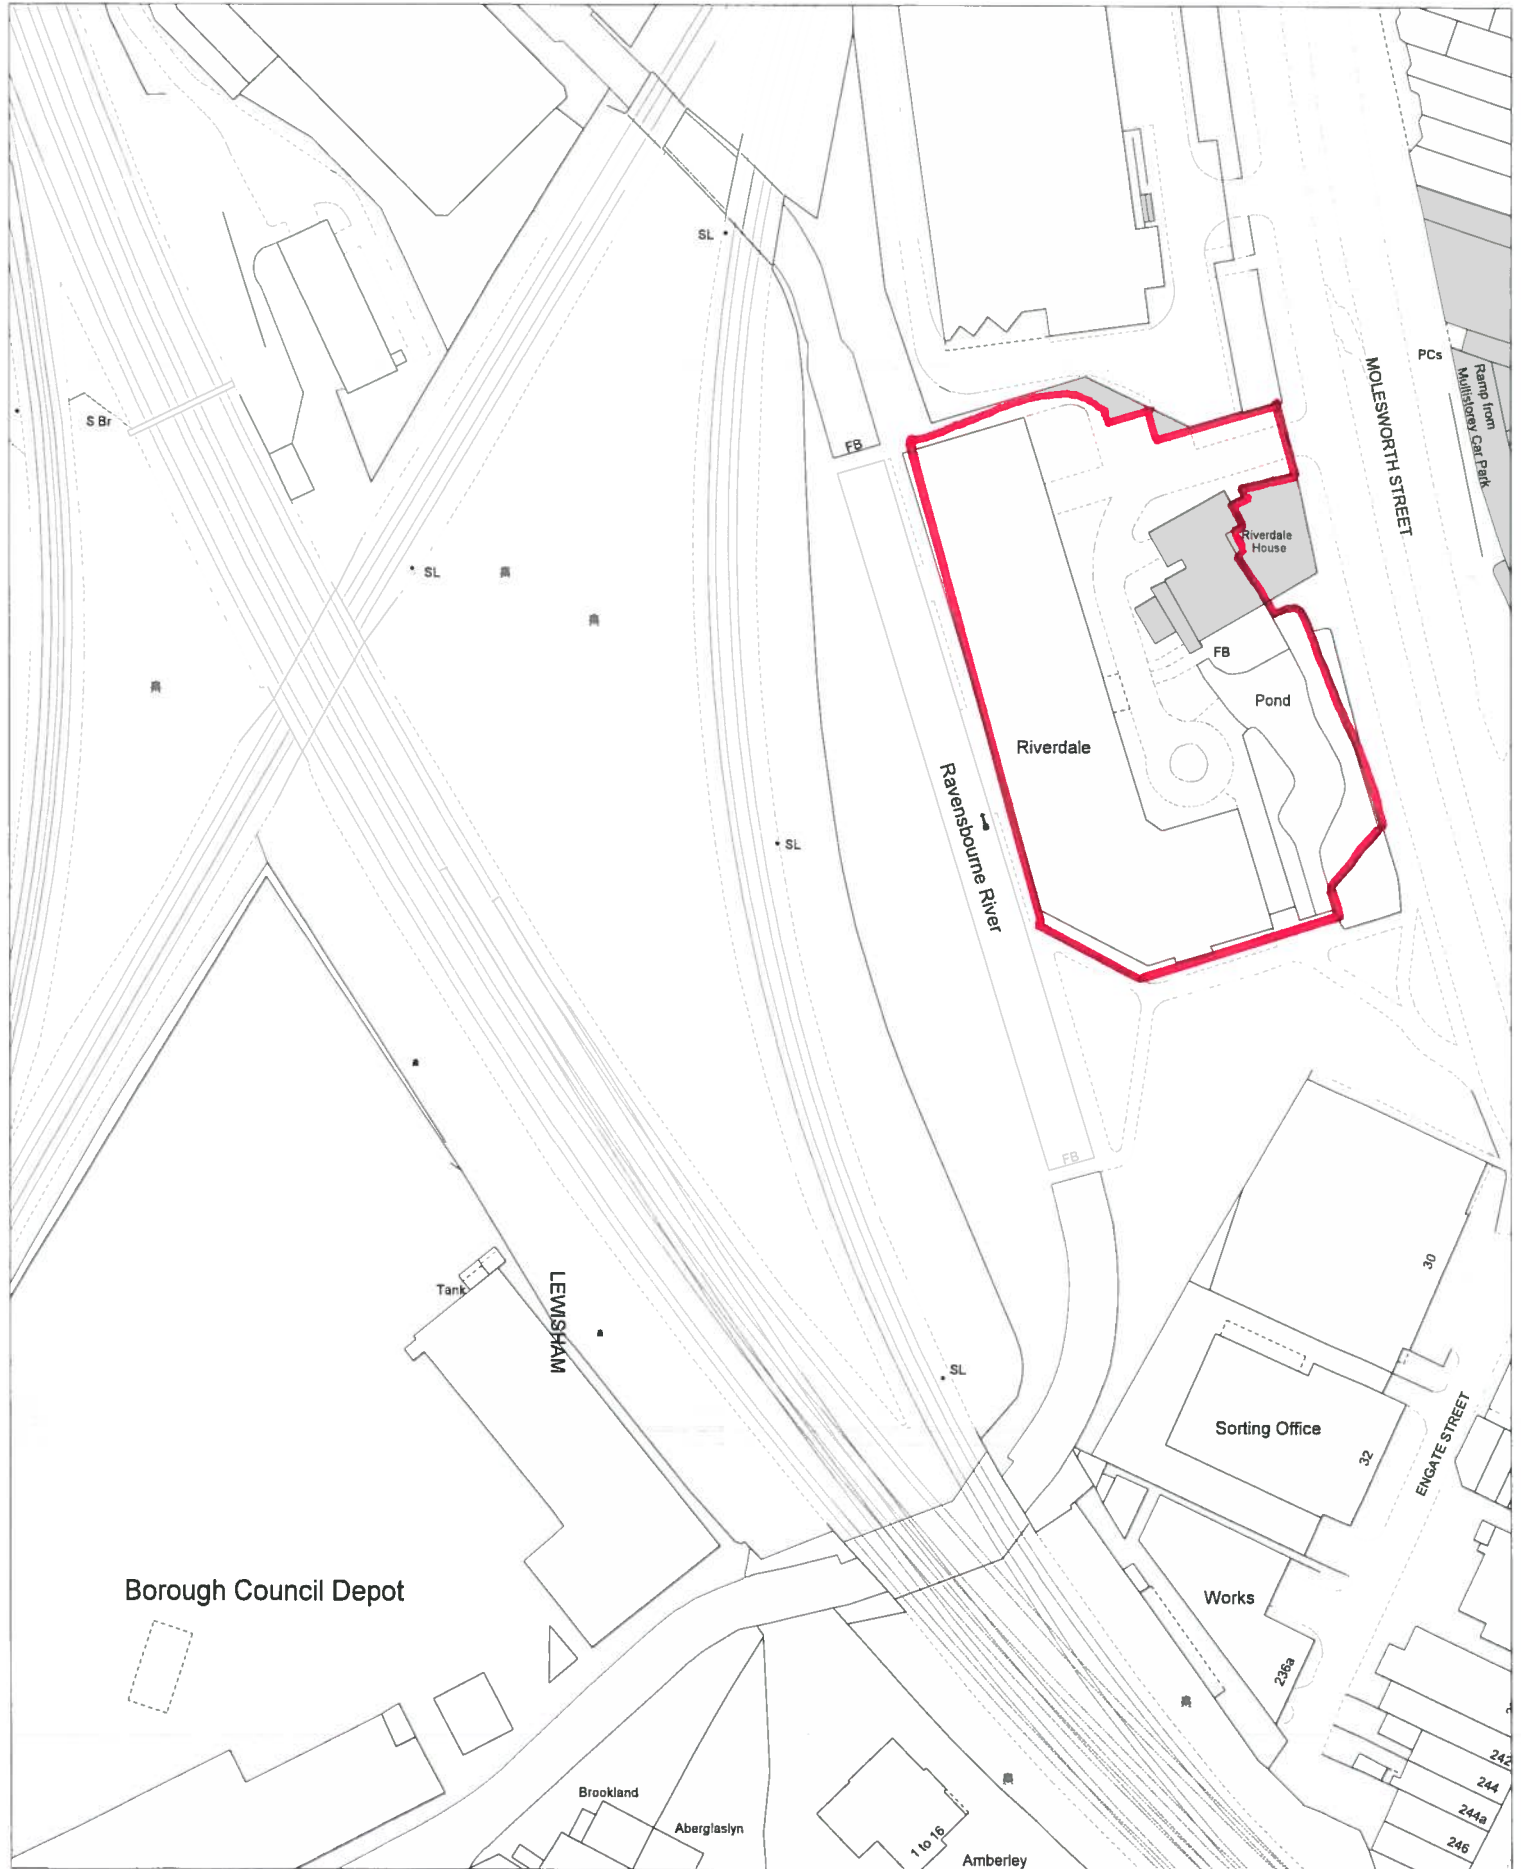 SL
PCs
Ramp from
Multistorey Car Park
MOLESWORTH STREET
S Br
FB
SL
Riverdale
House
FB
Pond
Riverdale
Ravensbourne River
SL
FB
LEWISHAM
Tank
30
SL
Sorting Office
32
ENGATE STREET
Borough Council Depot
Works
236a
242
244
244a
246
Brookland
Aberglaslyn
1 to 16
Amberley